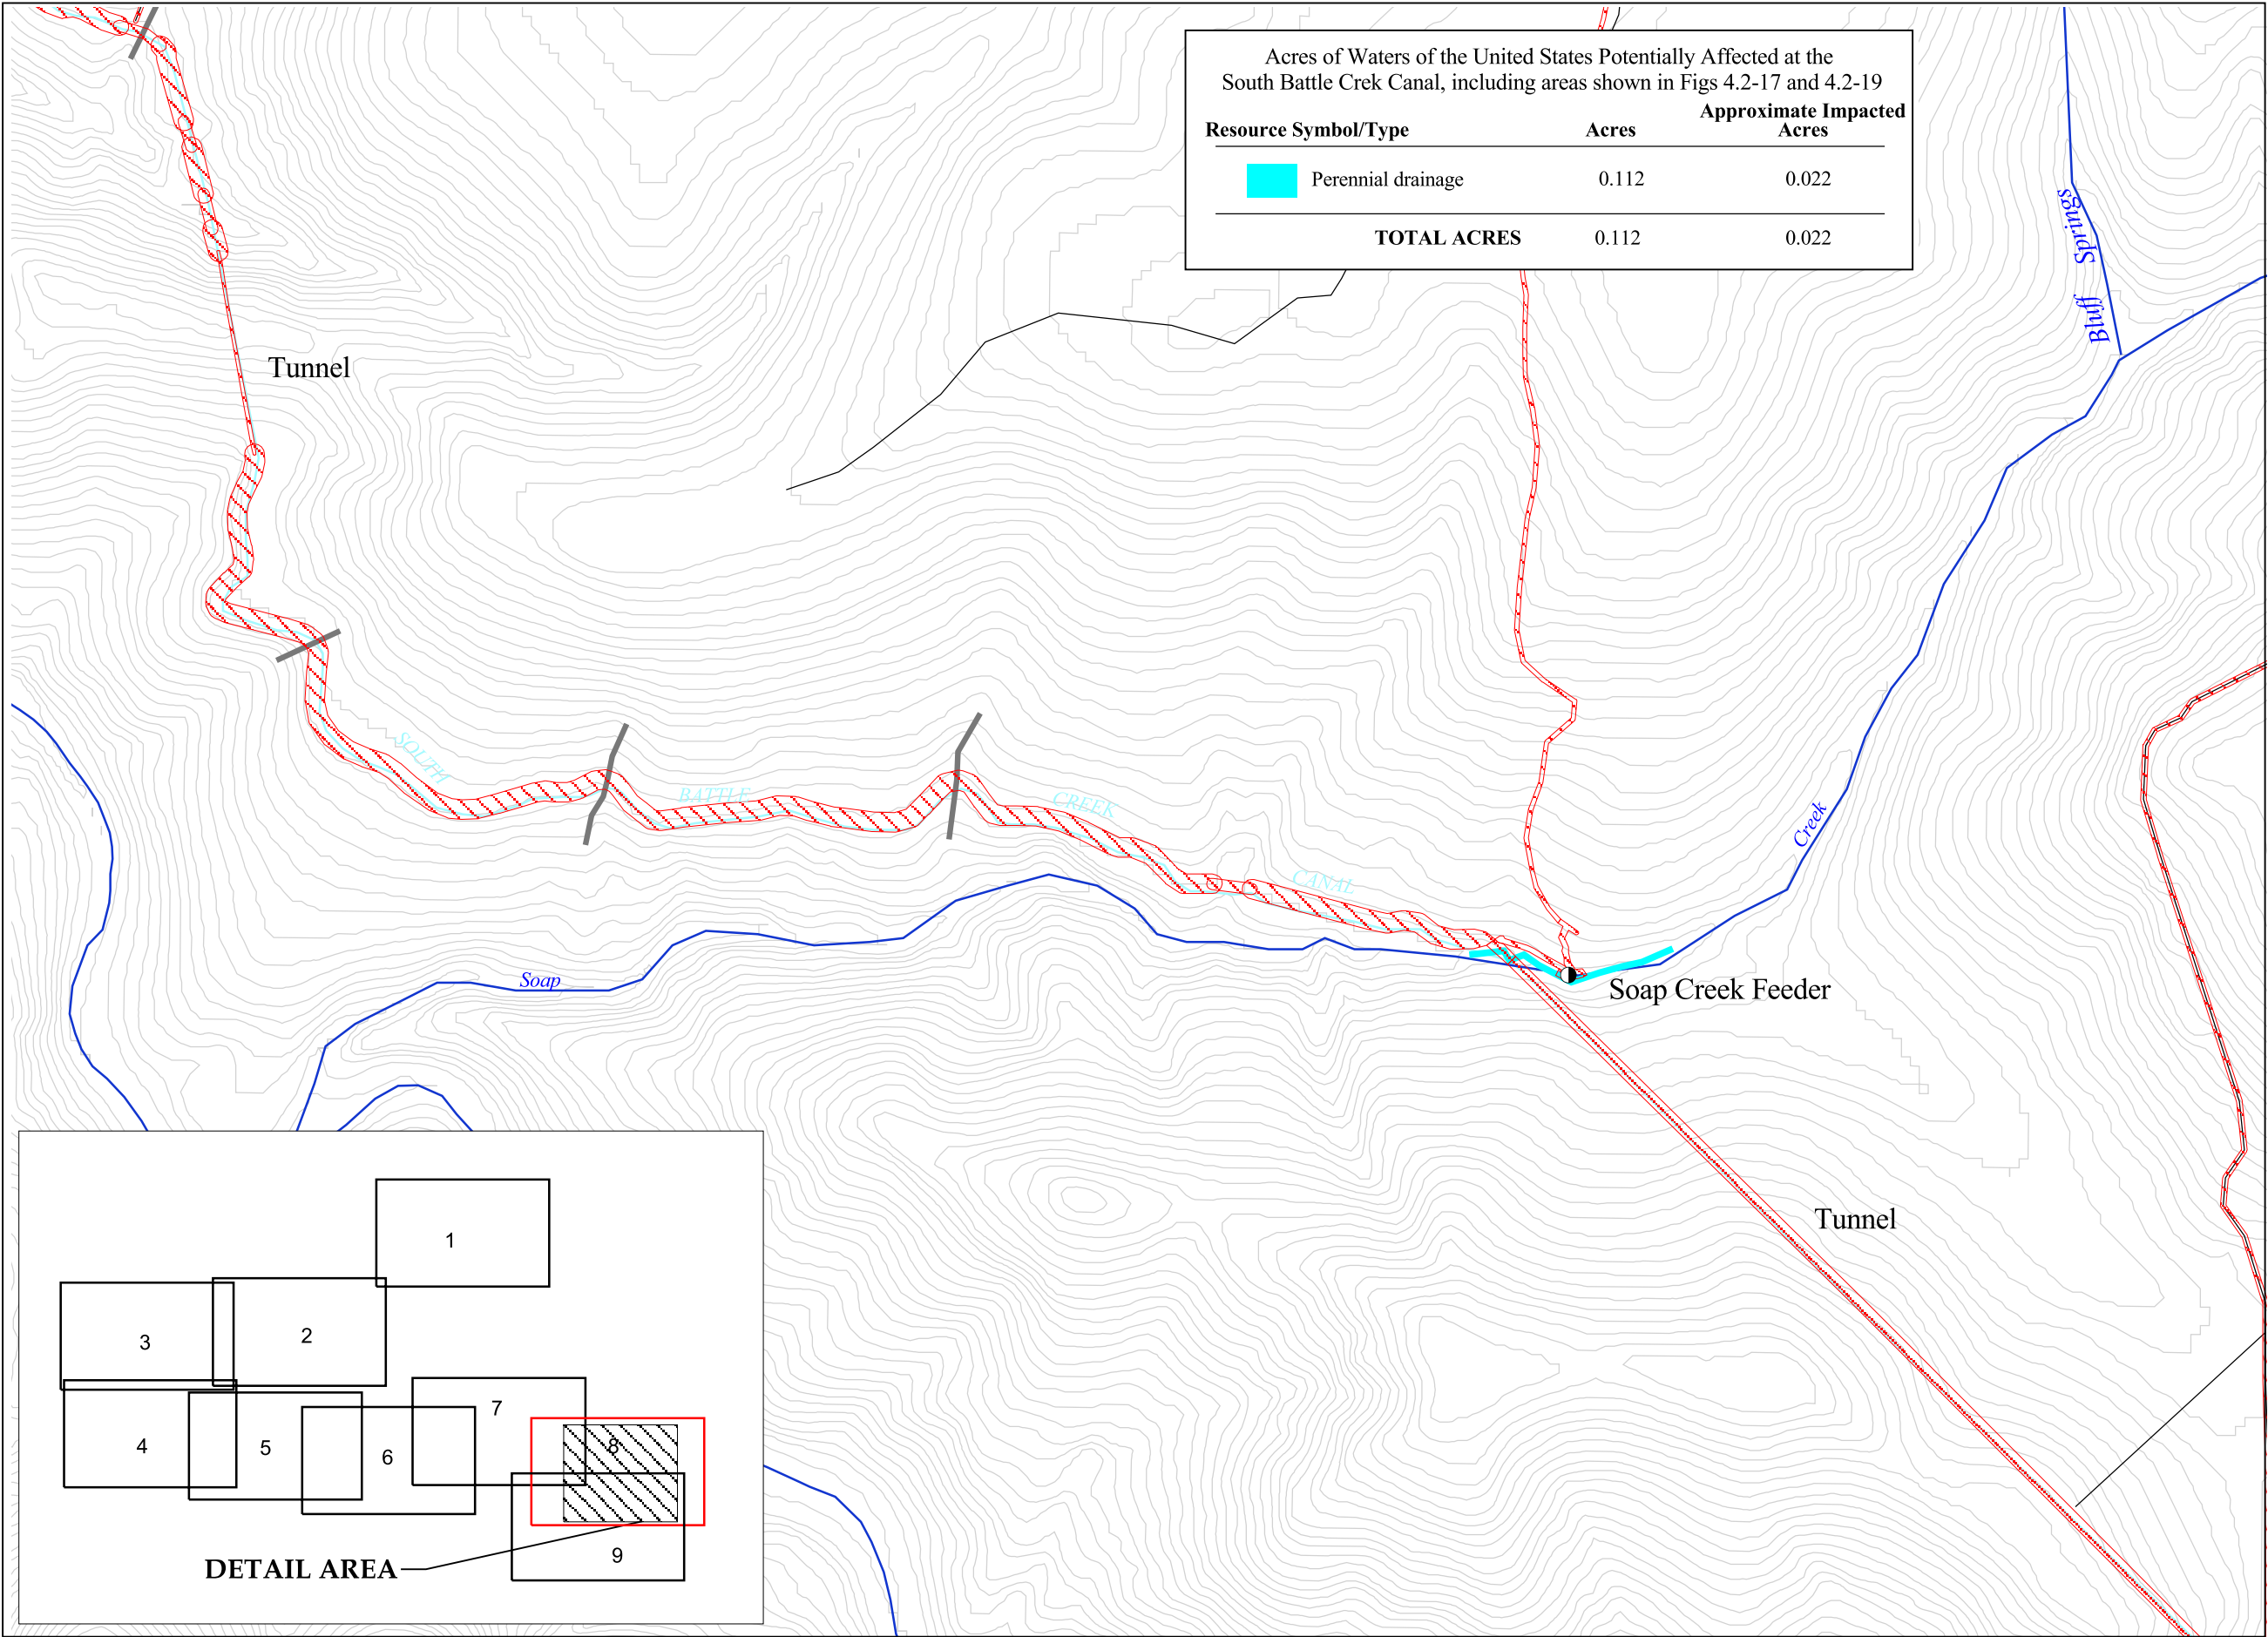 Acres of Waters of the United States Potentially Affected at the
South Battle Crek Canal, including areas shown in Figs 4.2-17 and 4.2-19
Approximate Impacted
Resource Symbol/Type Acres Acres
Perennial drainage 0.112 0.022
TOTAL ACRES 0.112 0.022
Bluff Springs
Tunnel
SOUTH
BATTLE
CREEK
CANAL
Creek
Soap
Soap Creek Feeder
Tunnel
1
2
3
4
5
6
7
8
9
DETAIL AREA